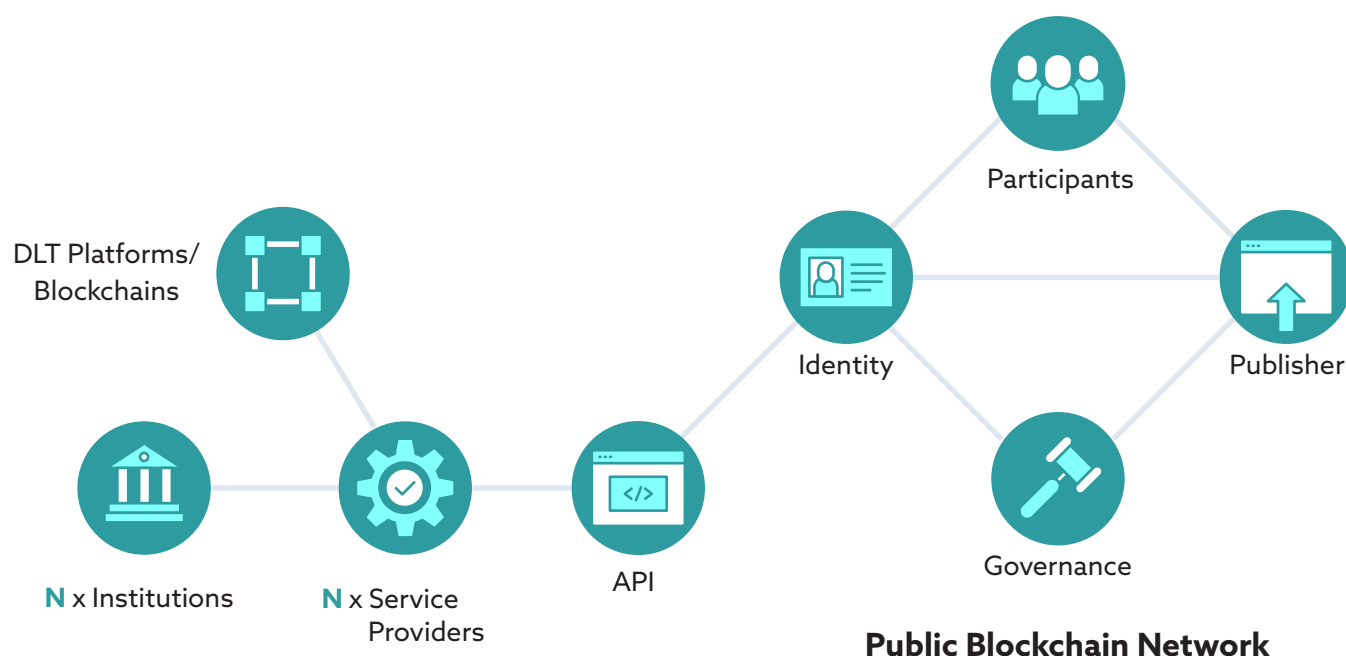 Participants
DLT Platforms/
Blockchains
Identity
Publisher
</>
Governance
API
N x Institutions
N x Service
Providers
Public Blockchain Network